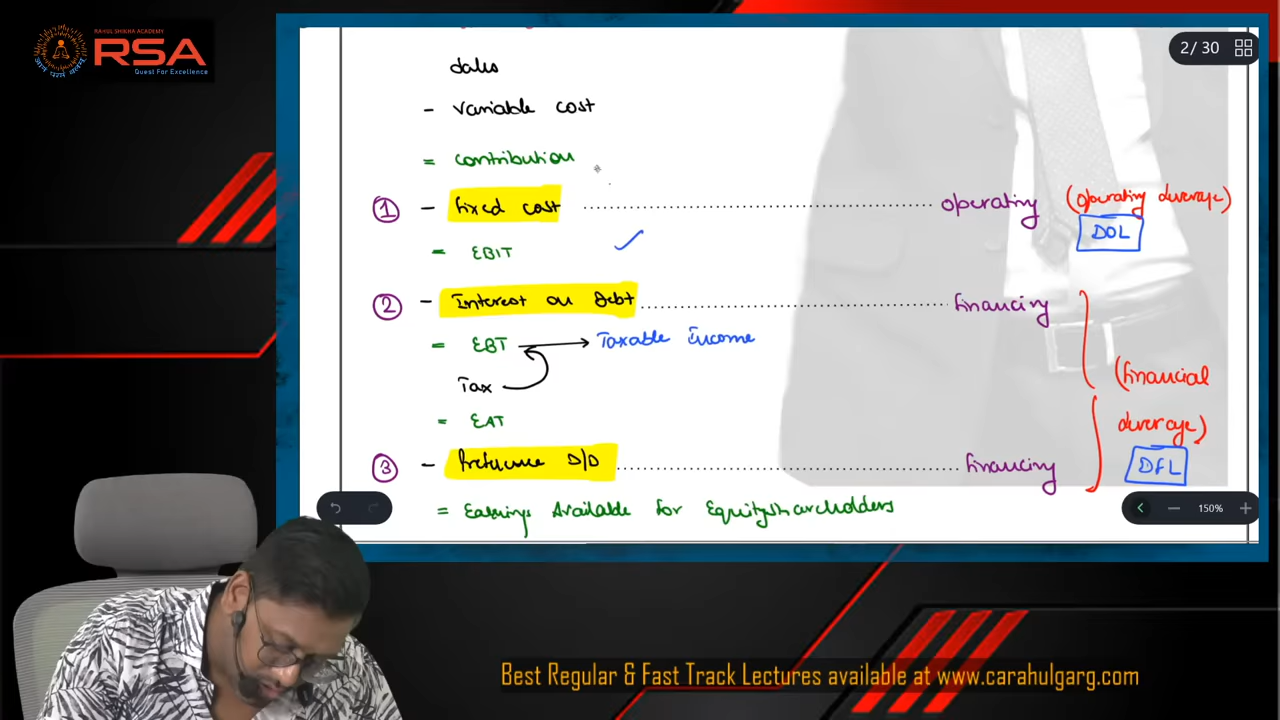 RAHUL SHIKHA ACADEMY
RSA
Quest For Excellence
2 / 30
Sales
- Variable cost
= Contribution
① - Fixed cost operating (operating leverage)
DOL
= EBIT
② - Interest on Debt financing
= EBT → Taxable Income
Tax
(financial
= EAT
leverage)
③ - Preference D/D financing DFL
= Earnings Available for Equity shareholders
150%
Best Regular & Fast Track Lectures available at www.carahulgarg.com